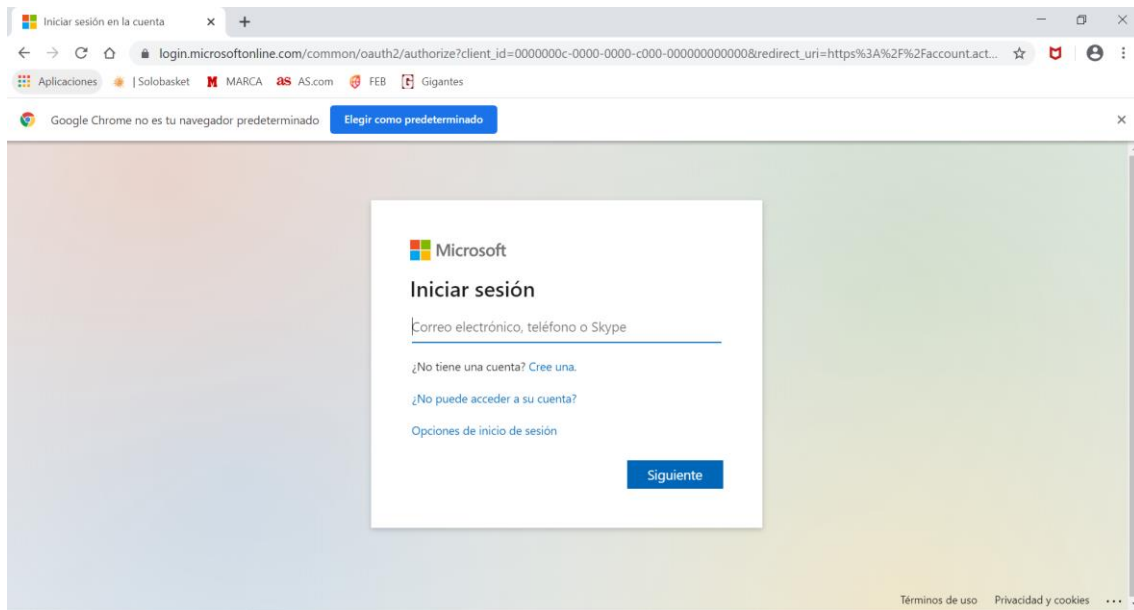 Iniciar sesión en la cuenta
login.microsoftonline.com/common/oauth2/authorize?client_id=0000000c-0000-0000-c000-000000000000&redirect_uri=https%3A%2F%2Faccount.act...
Aplicaciones | Solobasket M MARCA as AS.com FEB G Gigantes
Google Chrome no es tu navegador predeterminado Elegir como predeterminado
Microsoft
Iniciar sesión
Correo electrónico, teléfono o Skype
¿No tiene una cuenta? Cree una.
¿No puede acceder a su cuenta?
Opciones de inicio de sesión
Siguiente
Términos de uso Privacidad y cookies ...